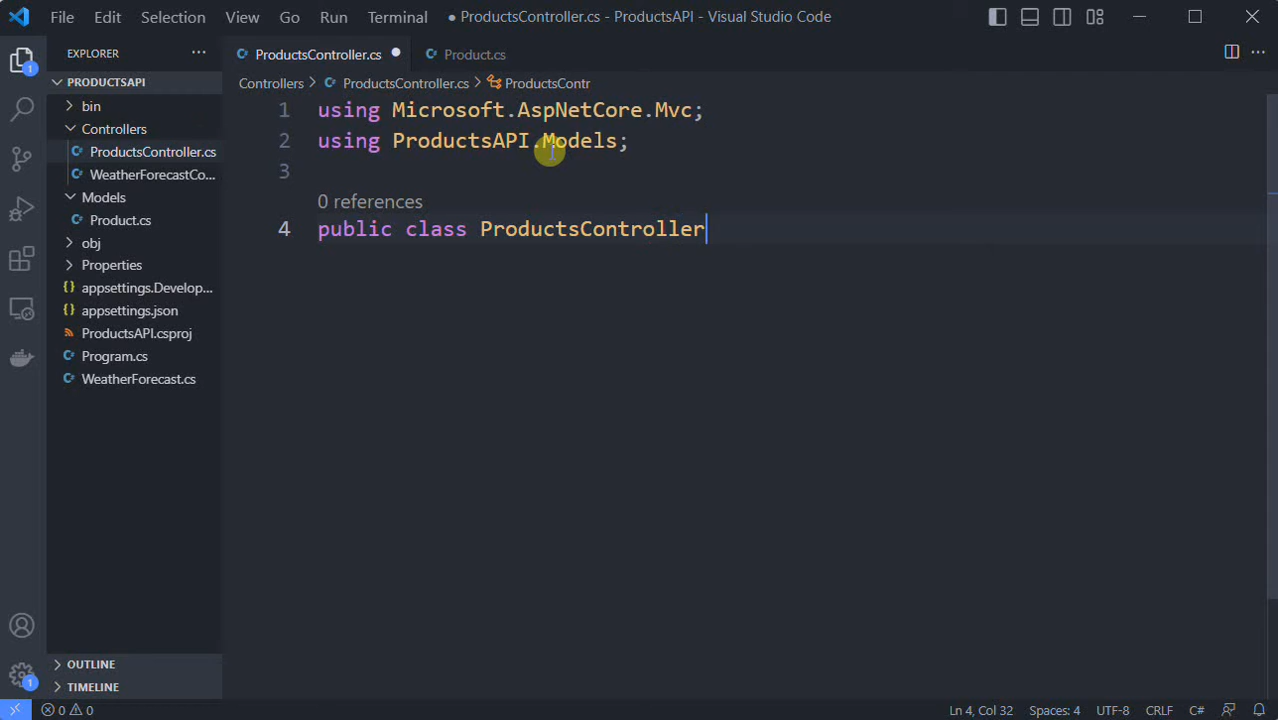 File Edit Selection View Go Run Terminal ● ProductsController.cs - ProductsAPI - Visual Studio Code
EXPLORER ···
PRODUCTSAPI
bin
Controllers
ProductsController.cs
WeatherForecastCo...
Models
Product.cs
obj
Properties
appsettings.Develop...
appsettings.json
ProductsAPI.csproj
Program.cs
WeatherForecast.cs
OUTLINE
TIMELINE
1
1
ProductsController.cs ● Product.cs
Controllers > ProductsController.cs > ProductsContr
1 using Microsoft.AspNetCore.Mvc;
2 using ProductsAPI.Models;
3
0 references
4 public class ProductsController
0 0 Ln 4, Col 32 Spaces: 4 UTF-8 CRLF C#